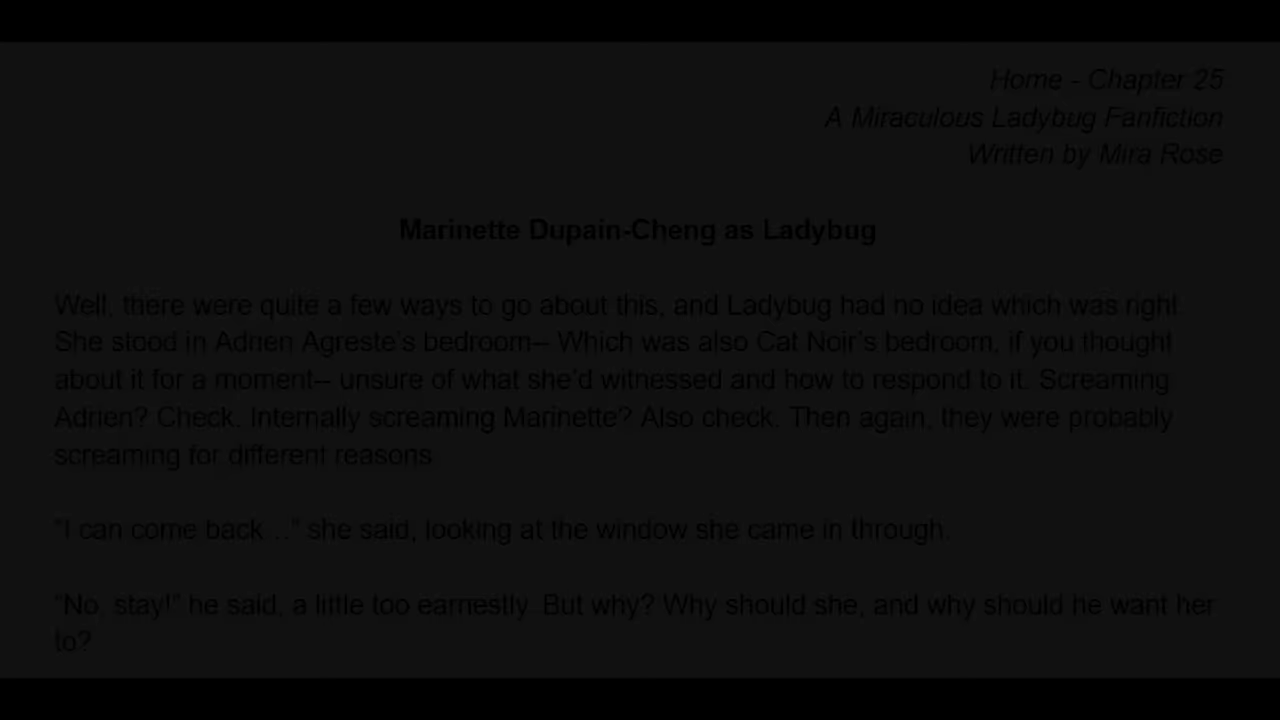 Home - Chapter 25
A Miraculous Ladybug Fanfiction
Written by Mira Rose
Marinette Dupain-Cheng as Ladybug
Well, there were quite a few ways to go about this, and Ladybug had no idea which was right.
She stood in Adrien Agreste’s bedroom-- Which was also Cat Noir’s bedroom, if you thought
about it for a moment-- unsure of what she’d witnessed and how to respond to it. Screaming
Adrien? Check. Internally screaming Marinette? Also check. Then again, they were probably
screaming for different reasons.
“I can come back…” she said, looking at the window she came in through.
“No, stay!” he said, a little too earnestly. But why? Why should she, and why should he want her
to?